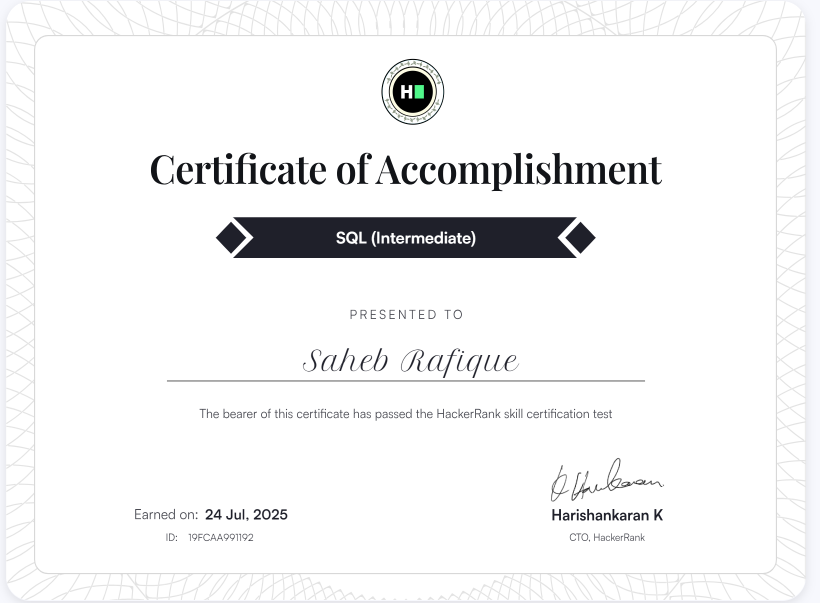 H
Certificate of Accomplishment
SQL (Intermediate)
PRESENTED TO
Saheb Rafique
The bearer of this certificate has passed the HackerRank skill certification test
Earned on: 24 Jul, 2025
ID: 19FCAA991192
Harishankaran K
CTO, HackerRank